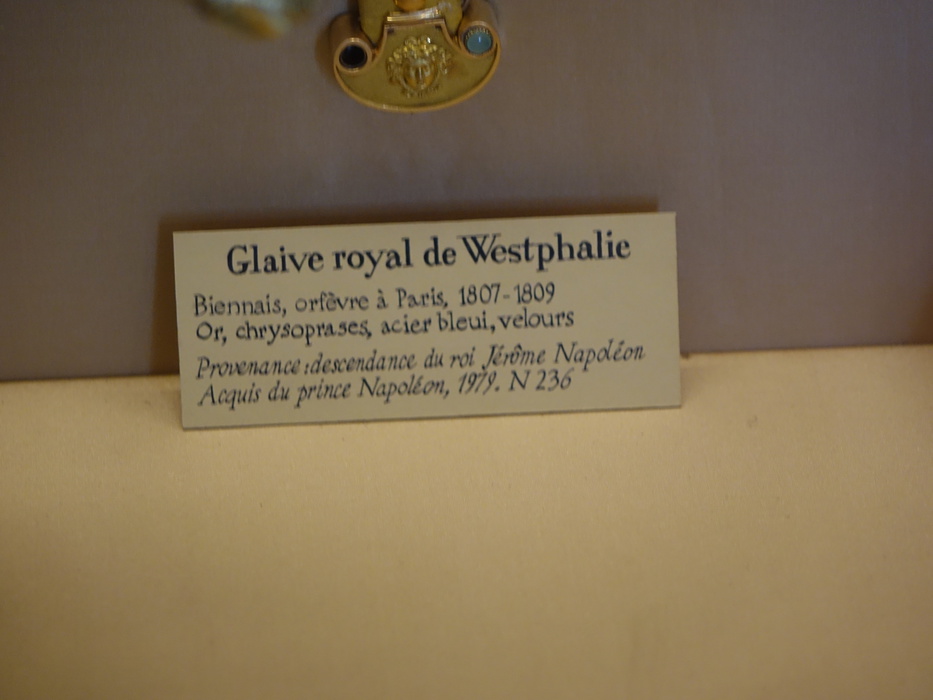 Glaive royal de Westphalie
Biennais, orfèvre à Paris, 1807-1809
Or, chrysoprases, acier bleui, velours
Provenance : descendance du roi Jérôme Napoléon
Acquis du prince Napoléon, 1979. N 236